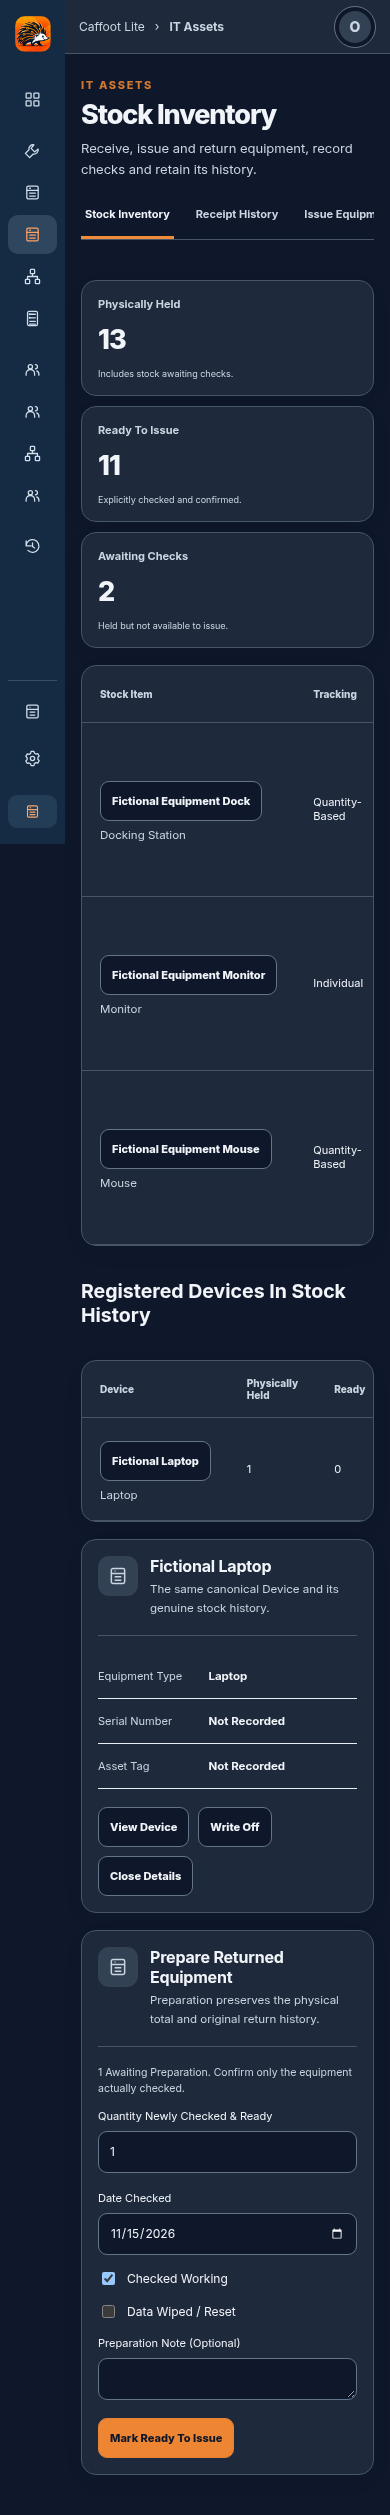 Caffoot Lite › IT Assets
O
IT ASSETS
Stock Inventory
Receive, issue and return equipment, record
checks and retain its history.
Stock Inventory Receipt History Issue Equipm
Physically Held
13
Includes stock awaiting checks.
Ready To Issue
11
Explicitly checked and confirmed.
Awaiting Checks
2
Held but not available to issue.
Stock Item Tracking
Fictional Equipment Dock
Docking Station
Quantity-
Based
Fictional Equipment Monitor
Monitor
Individual
Fictional Equipment Mouse
Mouse
Quantity-
Based
Registered Devices In Stock
History
Device Physically Held Ready
Fictional Laptop
Laptop
1 0
Fictional Laptop
The same canonical Device and its
genuine stock history.
Equipment Type Laptop
Serial Number Not Recorded
Asset Tag Not Recorded
View Device Write Off
Close Details
Prepare Returned
Equipment
Preparation preserves the physical
total and original return history.
1 Awaiting Preparation. Confirm only the equipment
actually checked.
Quantity Newly Checked & Ready
1
Date Checked
11/15/2026
Checked Working
Data Wiped / Reset
Preparation Note (Optional)
Mark Ready To Issue